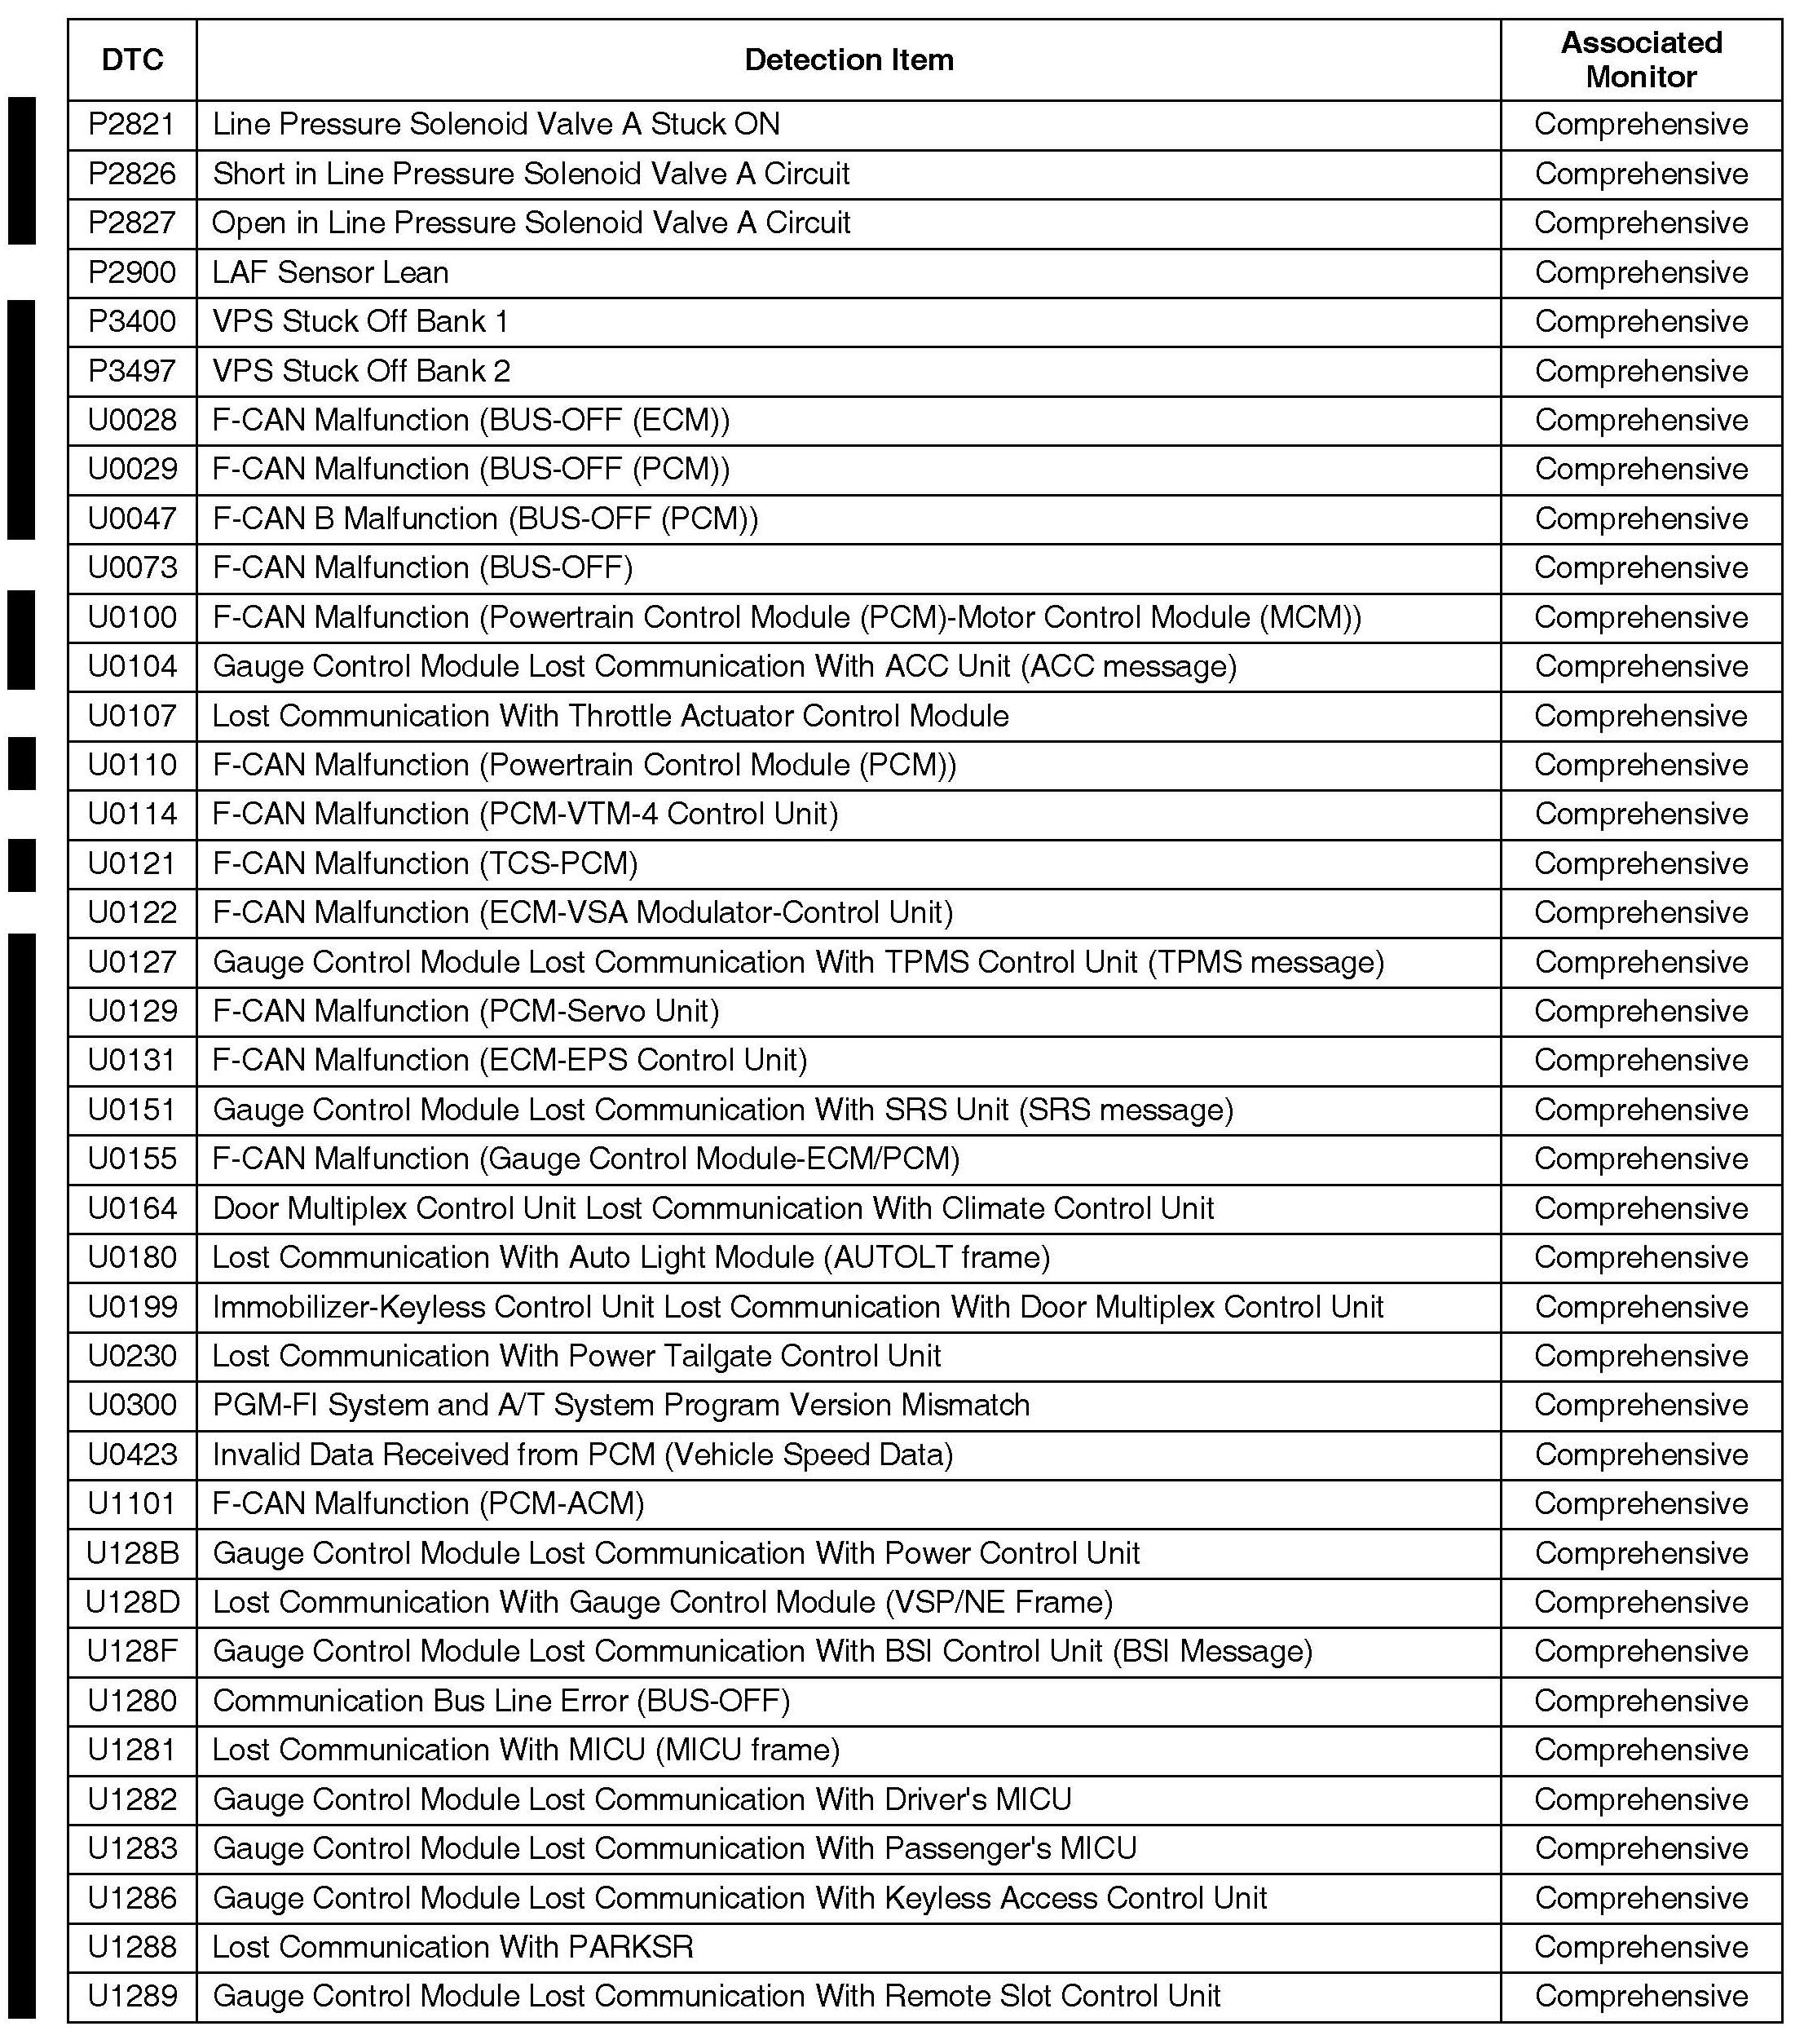 DTC Detection Item Associated Monitor
P2821 Line Pressure Solenoid Valve A Stuck ON Comprehensive
P2826 Short in Line Pressure Solenoid Valve A Circuit Comprehensive
P2827 Open in Line Pressure Solenoid Valve A Circuit Comprehensive
P2900 LAF Sensor Lean Comprehensive
P3400 VPS Stuck Off Bank 1 Comprehensive
P3497 VPS Stuck Off Bank 2 Comprehensive
U0028 F-CAN Malfunction (BUS-OFF (ECM)) Comprehensive
U0029 F-CAN Malfunction (BUS-OFF (PCM)) Comprehensive
U0047 F-CAN B Malfunction (BUS-OFF (PCM)) Comprehensive
U0073 F-CAN Malfunction (BUS-OFF) Comprehensive
U0100 F-CAN Malfunction (Powertrain Control Module (PCM)-Motor Control Module (MCM)) Comprehensive
U0104 Gauge Control Module Lost Communication With ACC Unit (ACC message) Comprehensive
U0107 Lost Communication With Throttle Actuator Control Module Comprehensive
U0110 F-CAN Malfunction (Powertrain Control Module (PCM)) Comprehensive
U0114 F-CAN Malfunction (PCM-VTM-4 Control Unit) Comprehensive
U0121 F-CAN Malfunction (TCS-PCM) Comprehensive
U0122 F-CAN Malfunction (ECM-VSA Modulator-Control Unit) Comprehensive
U0127 Gauge Control Module Lost Communication With TPMS Control Unit (TPMS message) Comprehensive
U0129 F-CAN Malfunction (PCM-Servo Unit) Comprehensive
U0131 F-CAN Malfunction (ECM-EPS Control Unit) Comprehensive
U0151 Gauge Control Module Lost Communication With SRS Unit (SRS message) Comprehensive
U0155 F-CAN Malfunction (Gauge Control Module-ECM/PCM) Comprehensive
U0164 Door Multiplex Control Unit Lost Communication With Climate Control Unit Comprehensive
U0180 Lost Communication With Auto Light Module (AUTOLT frame) Comprehensive
U0199 Immobilizer-Keyless Control Unit Lost Communication With Door Multiplex Control Unit Comprehensive
U0230 Lost Communication With Power Tailgate Control Unit Comprehensive
U0300 PGM-FI System and A/T System Program Version Mismatch Comprehensive
U0423 Invalid Data Received from PCM (Vehicle Speed Data) Comprehensive
U1101 F-CAN Malfunction (PCM-ACM) Comprehensive
U128B Gauge Control Module Lost Communication With Power Control Unit Comprehensive
U128D Lost Communication With Gauge Control Module (VSP/NE Frame) Comprehensive
U128F Gauge Control Module Lost Communication With BSI Control Unit (BSI Message) Comprehensive
U1280 Communication Bus Line Error (BUS-OFF) Comprehensive
U1281 Lost Communication With MICU (MICU frame) Comprehensive
U1282 Gauge Control Module Lost Communication With Driver's MICU Comprehensive
U1283 Gauge Control Module Lost Communication With Passenger's MICU Comprehensive
U1286 Gauge Control Module Lost Communication With Keyless Access Control Unit Comprehensive
U1288 Lost Communication With PARKSR Comprehensive
U1289 Gauge Control Module Lost Communication With Remote Slot Control Unit Comprehensive